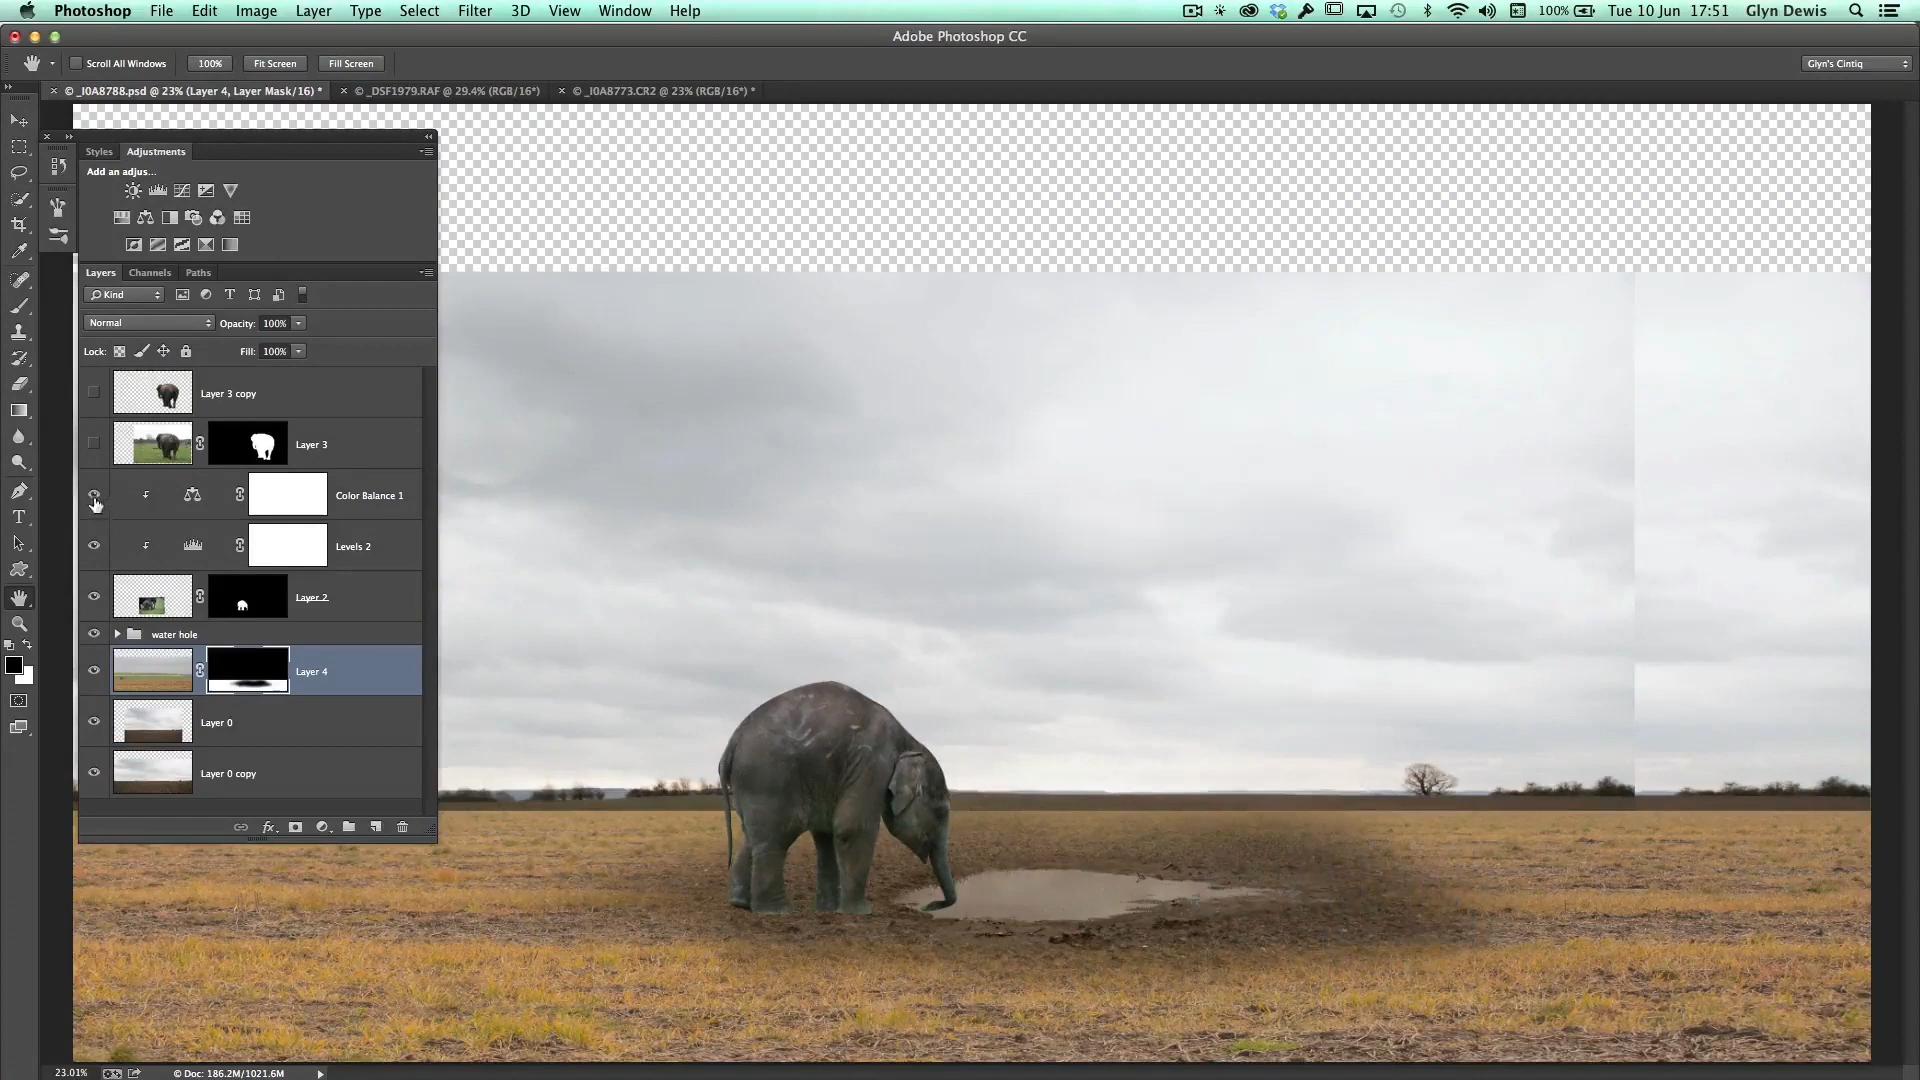 Photoshop File Edit Image Layer Type Select Filter 3D View Window Help 100% Tue 10 Jun 17:51 Glyn Dewis
Adobe Photoshop CC
Scroll All Windows 100% Fit Screen Fill Screen Glyn's Cintiq
× © _I0A8788.psd @ 23% (Layer 4, Layer Mask/16) * × © _DSF1979.RAF @ 29.4% (RGB/16*) × © _I0A8773.CR2 @ 23% (RGB/16*) *
Styles Adjustments
Add an adjus...
Layers Channels Paths
Kind
Normal Opacity: 100%
Lock: Fill: 100%
Layer 3 copy
Layer 3
Color Balance 1
Levels 2
Layer 2
water hole
Layer 4
Layer 0
Layer 0 copy
fx
23.01% © Doc: 186.2M/1021.6M